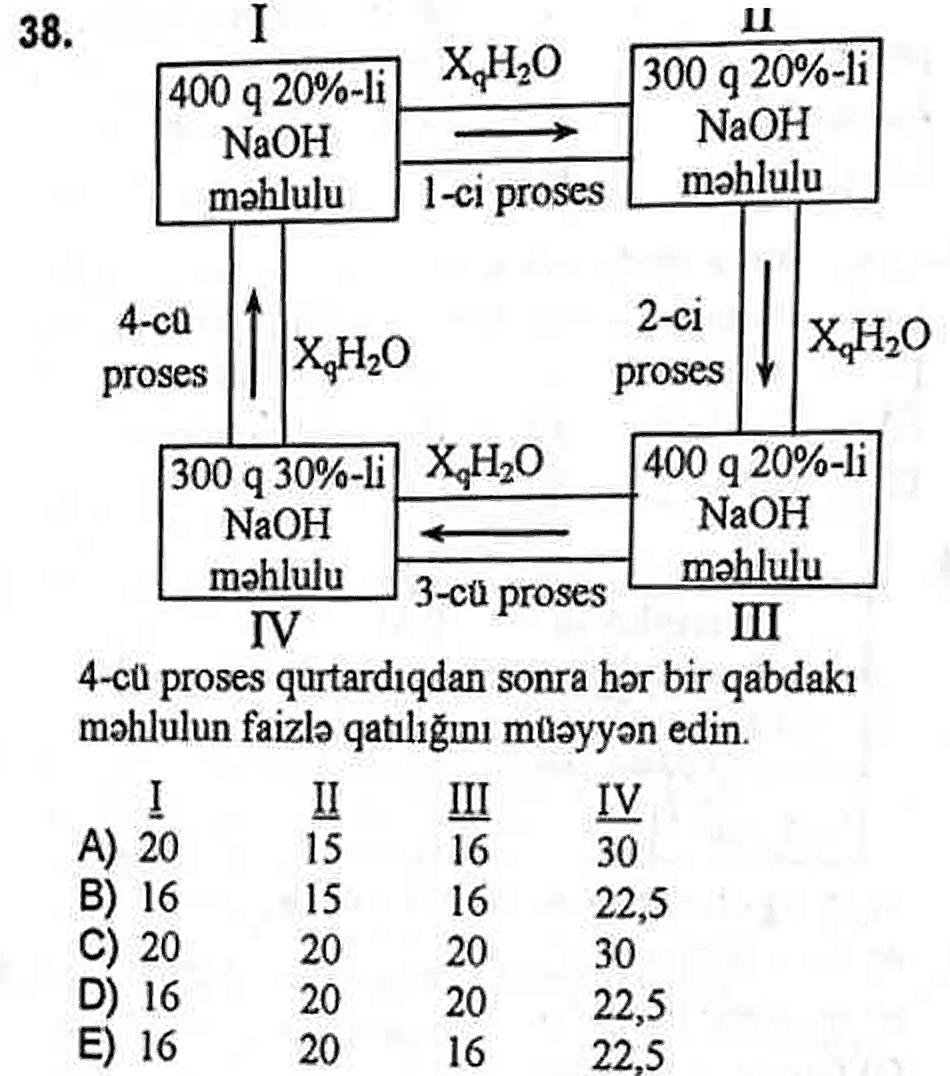 38.
I
II
400 q 20%-li
NaOH
məhlulu
XqH₂O
1-ci proses
300 q 20%-li
NaOH
məhlulu
4-cü
proses
XqH₂O
2-ci
proses
XqH₂O
300 q 30%-li
NaOH
məhlulu
XqH₂O
3-cü proses
400 q 20%-li
NaOH
məhlulu
IV
III
4-cü proses qurtardıqdan sonra hər bir qabdakı
məhlulun faizlə qatılığını müəyyən edin.
I II III IV
A) 20 15 16 30
B) 16 15 16 22,5
C) 20 20 20 30
D) 16 20 20 22,5
E) 16 20 16 22,5